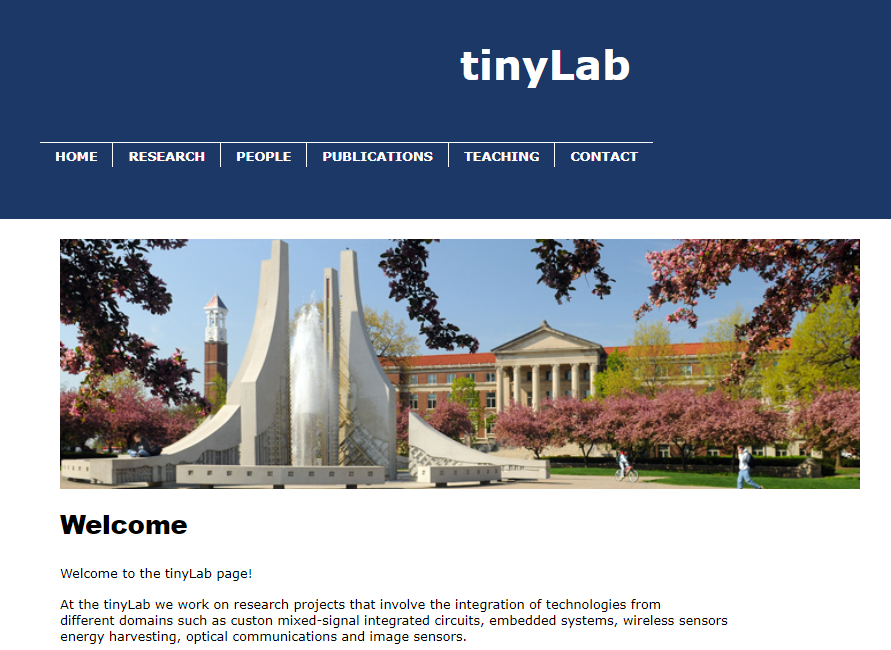 tinyLab
HOME RESEARCH PEOPLE PUBLICATIONS TEACHING CONTACT
Welcome
Welcome to the tinyLab page!
At the tinyLab we work on research projects that involve the integration of technologies from
different domains such as custon mixed-signal integrated circuits, embedded systems, wireless sensors
energy harvesting, optical communications and image sensors.